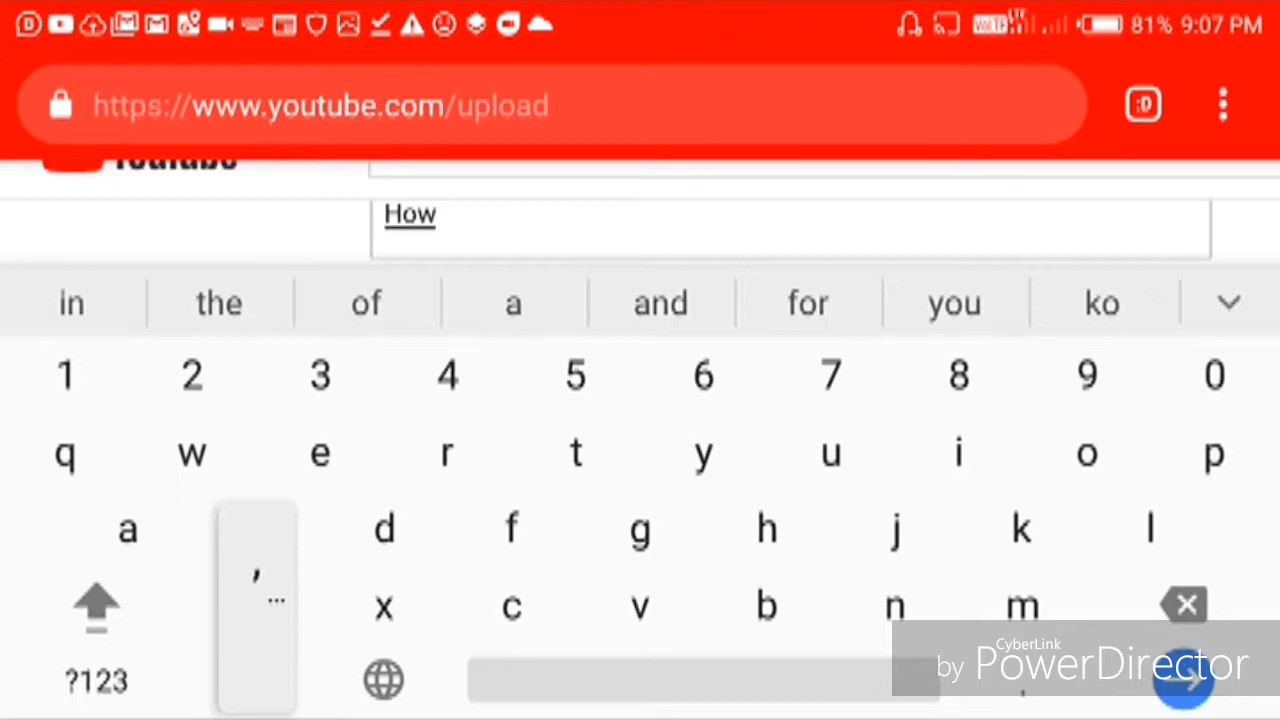 81% 9:07 PM
https://www.youtube.com/upload
:D
YouTube
How
in the of a and for you ko
1 2 3 4 5 6 7 8 9 0
q w e r t y u i o p
a d f g h j k l
, ...
x c v b n m
?123
CyberLink
by PowerDirector